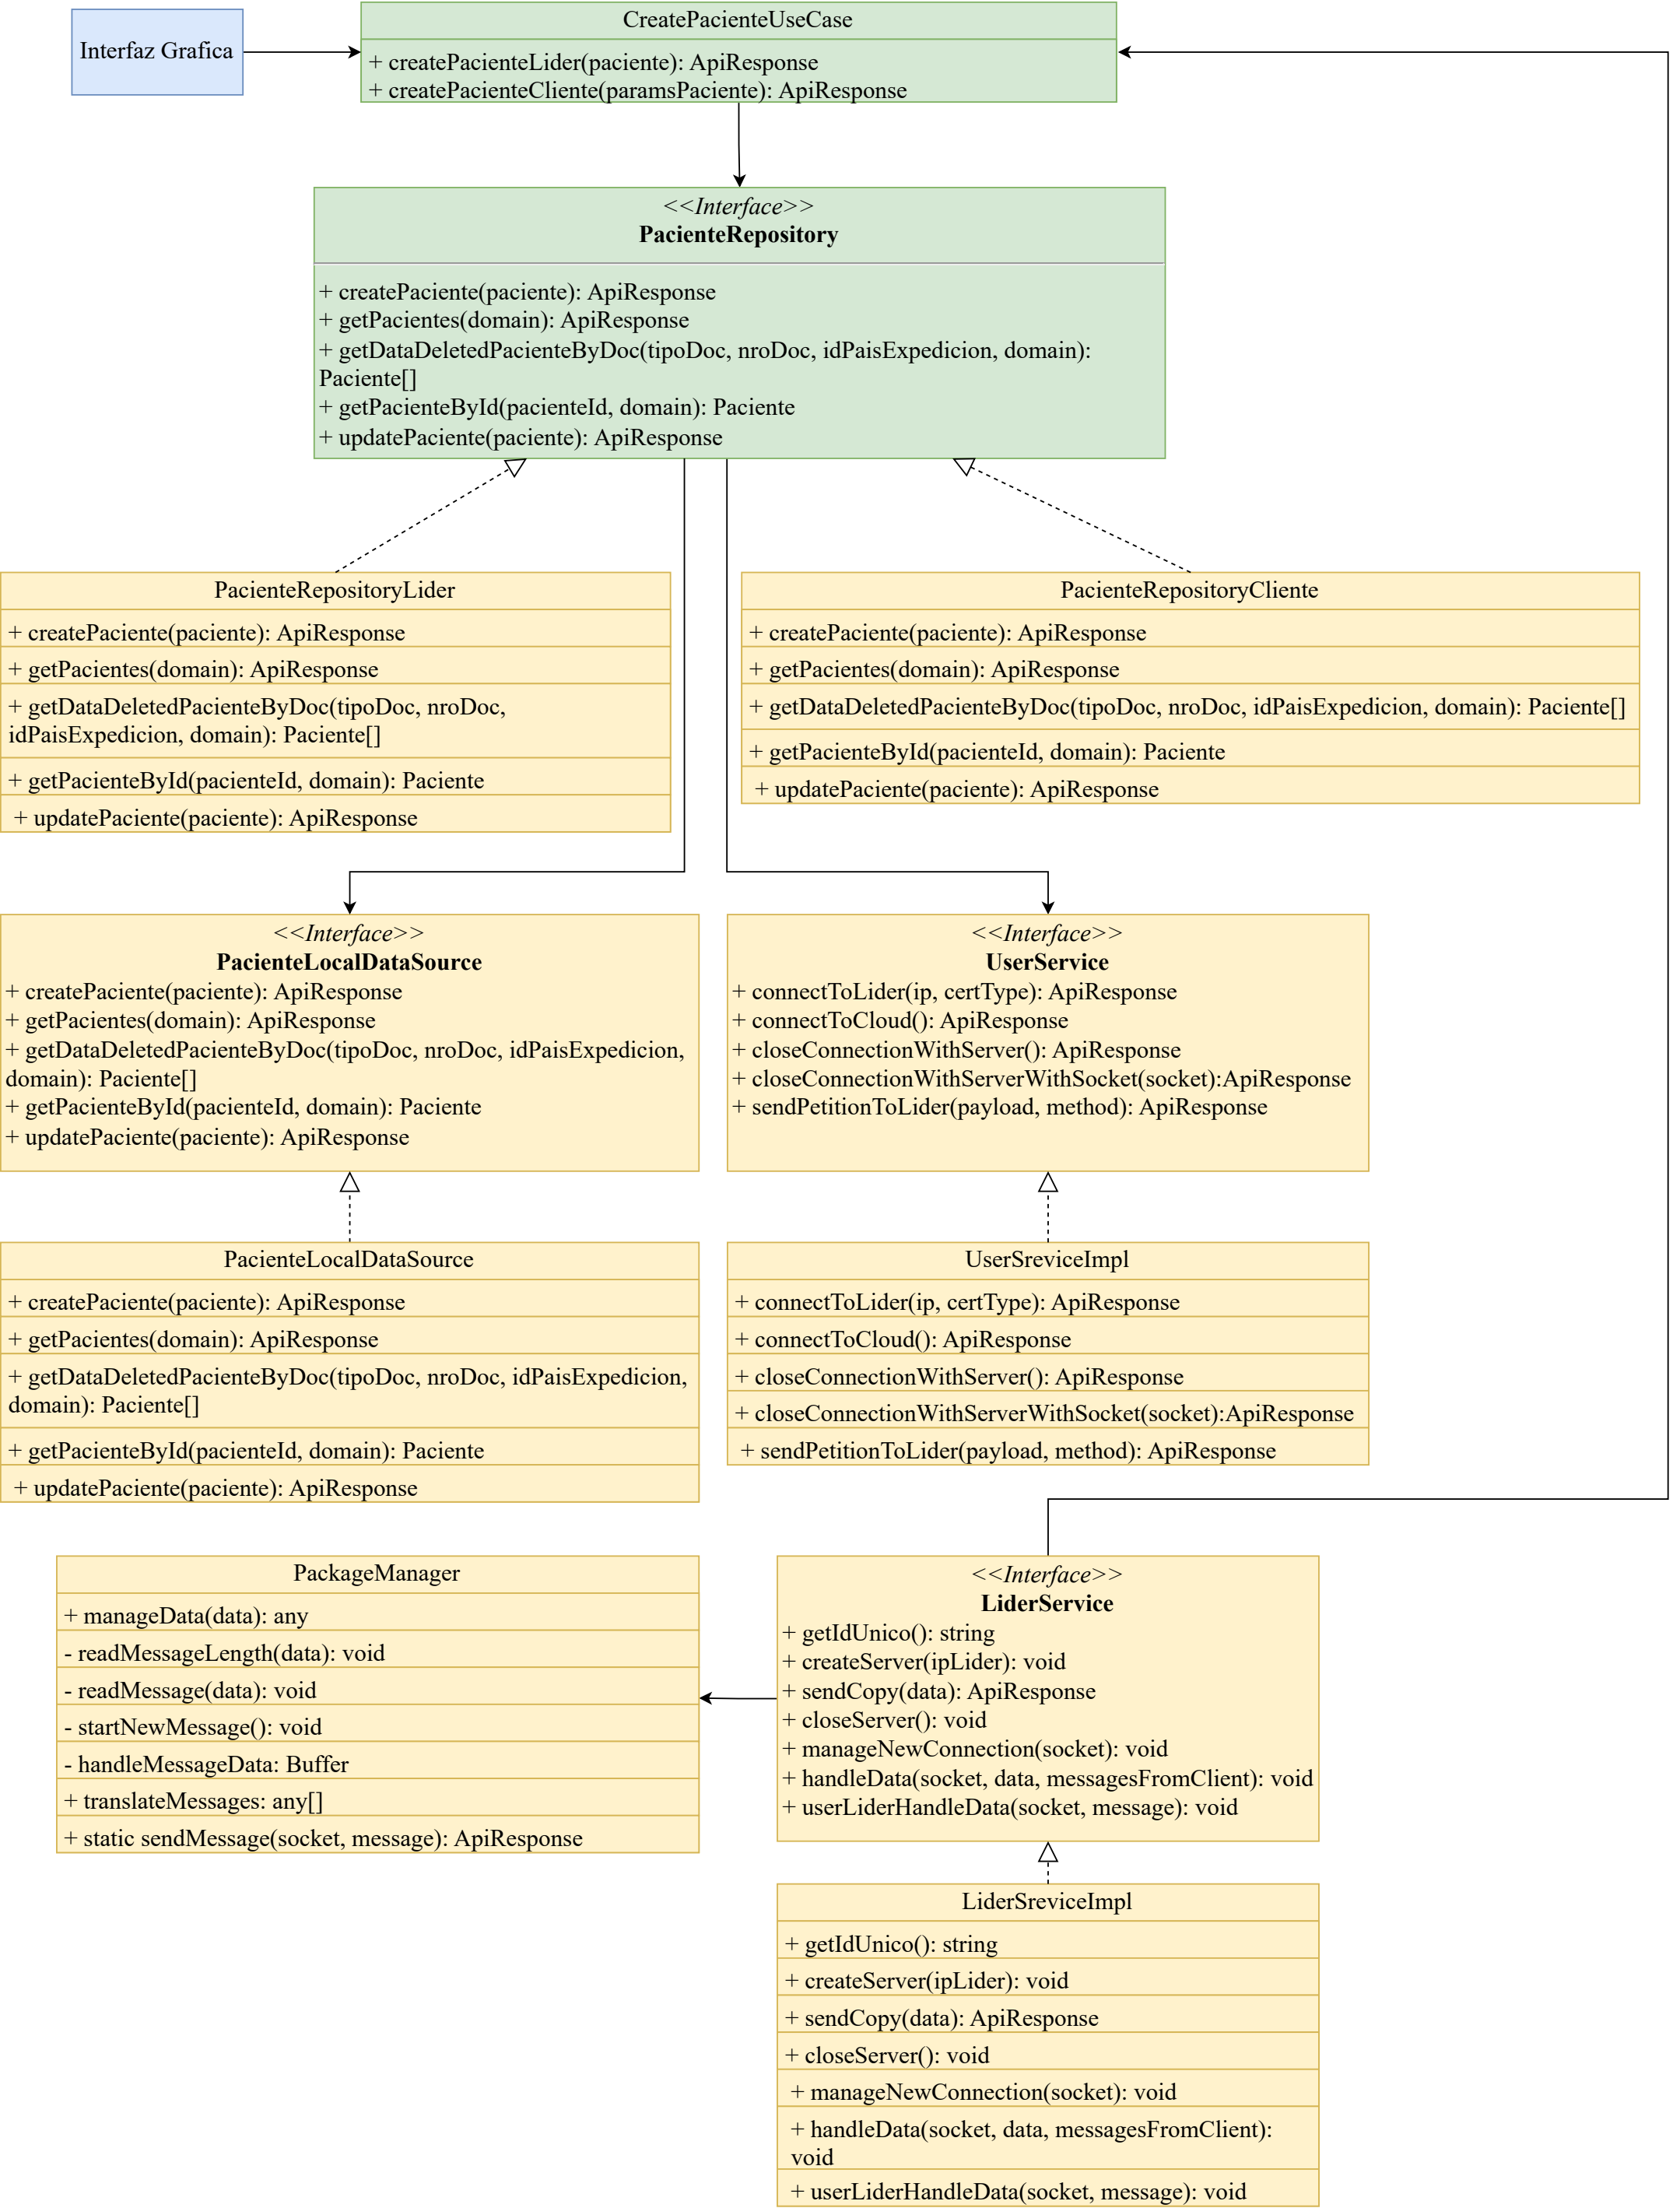 Interfaz Grafica
CreatePacienteUseCase
+ createPacienteLider(paciente): ApiResponse
+ createPacienteCliente(paramsPaciente): ApiResponse
<<Interface>>
PacienteRepository
+ createPaciente(paciente): ApiResponse
+ getPacientes(domain): ApiResponse
+ getDataDeletedPacienteByDoc(tipoDoc, nroDoc, idPaisExpedicion, domain):
Paciente[]
+ getPacienteById(pacienteId, domain): Paciente
+ updatePaciente(paciente): ApiResponse
PacienteRepositoryLider
+ createPaciente(paciente): ApiResponse
+ getPacientes(domain): ApiResponse
+ getDataDeletedPacienteByDoc(tipoDoc, nroDoc,
idPaisExpedicion, domain): Paciente[]
+ getPacienteById(pacienteId, domain): Paciente
+ updatePaciente(paciente): ApiResponse
PacienteRepositoryCliente
+ createPaciente(paciente): ApiResponse
+ getPacientes(domain): ApiResponse
+ getDataDeletedPacienteByDoc(tipoDoc, nroDoc, idPaisExpedicion, domain): Paciente[]
+ getPacienteById(pacienteId, domain): Paciente
+ updatePaciente(paciente): ApiResponse
<<Interface>>
PacienteLocalDataSource
+ createPaciente(paciente): ApiResponse
+ getPacientes(domain): ApiResponse
+ getDataDeletedPacienteByDoc(tipoDoc, nroDoc, idPaisExpedicion,
domain): Paciente[]
+ getPacienteById(pacienteId, domain): Paciente
+ updatePaciente(paciente): ApiResponse
<<Interface>>
UserService
+ connectToLider(ip, certType): ApiResponse
+ connectToCloud(): ApiResponse
+ closeConnectionWithServer(): ApiResponse
+ closeConnectionWithServerWithSocket(socket):ApiResponse
+ sendPetitionToLider(payload, method): ApiResponse
PacienteLocalDataSource
+ createPaciente(paciente): ApiResponse
+ getPacientes(domain): ApiResponse
+ getDataDeletedPacienteByDoc(tipoDoc, nroDoc, idPaisExpedicion,
domain): Paciente[]
+ getPacienteById(pacienteId, domain): Paciente
+ updatePaciente(paciente): ApiResponse
UserSreviceImpl
+ connectToLider(ip, certType): ApiResponse
+ connectToCloud(): ApiResponse
+ closeConnectionWithServer(): ApiResponse
+ closeConnectionWithServerWithSocket(socket):ApiResponse
+ sendPetitionToLider(payload, method): ApiResponse
PackageManager
+ manageData(data): any
- readMessageLength(data): void
- readMessage(data): void
- startNewMessage(): void
- handleMessageData: Buffer
+ translateMessages: any[]
+ static sendMessage(socket, message): ApiResponse
<<Interface>>
LiderService
+ getIdUnico(): string
+ createServer(ipLider): void
+ sendCopy(data): ApiResponse
+ closeServer(): void
+ manageNewConnection(socket): void
+ handleData(socket, data, messagesFromClient): void
+ userLiderHandleData(socket, message): void
LiderSreviceImpl
+ getIdUnico(): string
+ createServer(ipLider): void
+ sendCopy(data): ApiResponse
+ closeServer(): void
+ manageNewConnection(socket): void
+ handleData(socket, data, messagesFromClient):
void
+ userLiderHandleData(socket, message): void